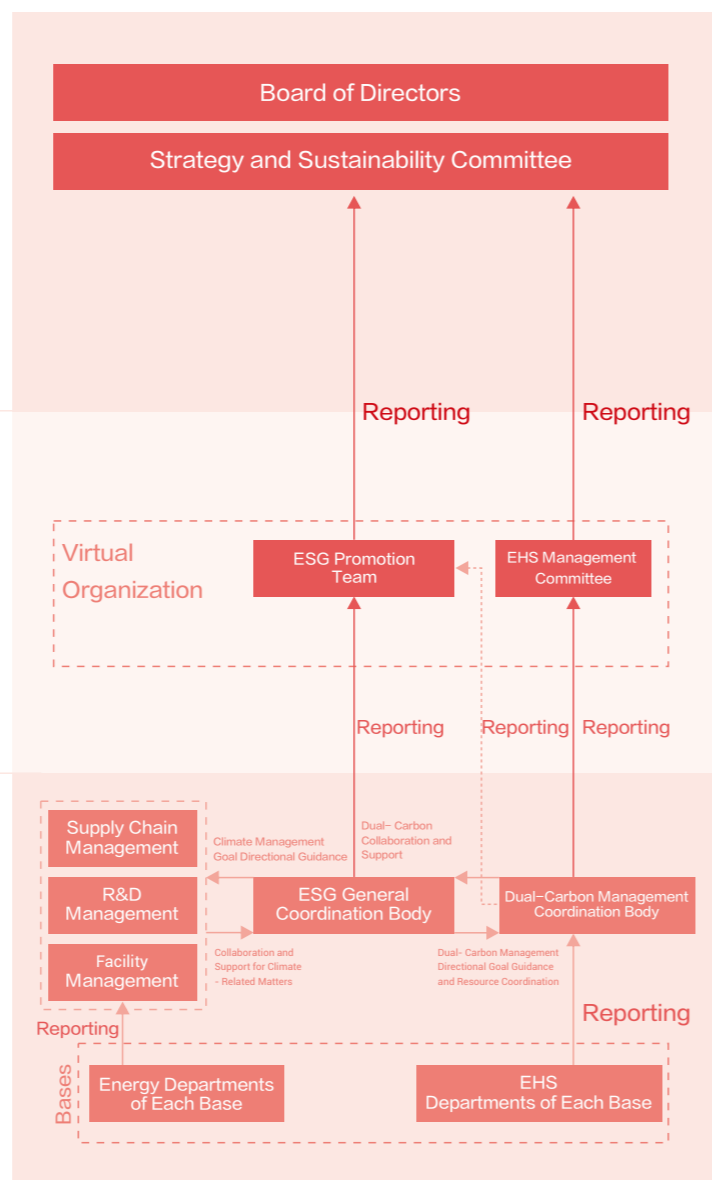 Board of Directors
Strategy and Sustainability Committee
Reporting
Reporting
Virtual
Organization
ESG Promotion
Team
EHS Management
Committee
Reporting
Reporting
Reporting
Supply Chain
Management
R&D
Management
Facility
Management
Climate Management
Goal Directional Guidance
Dual- Carbon
Collaboration and
Support
ESG General
Coordination Body
Dual-Carbon Management
Coordination Body
Collaboration and
Support for Climate
- Related Matters
Dual- Carbon Management
Directional Goal Guidance
and Resource Coordination
Reporting
Reporting
Bases
Energy Departments
of Each Base
EHS
Departments of Each Base